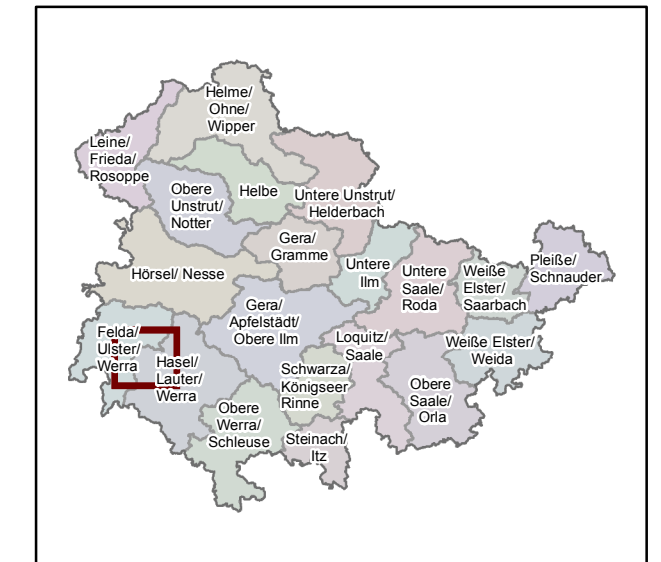 Helme/
Ohne/
Wipper
Leine/
Frieda/
Rosoppe
Obere
Unstrut/
Notter
Helbe
Untere Unstrut/
Helderbach
Gera/
Gramme
Hörsel/ Nesse
Untere
Ilm
Untere
Saale/
Roda
Weiße
Elster/
Saarbach
Pleiße/
Schnauder
Felda/
Ulster/
Werra
Hasel/
Lauter/
Werra
Gera/
Apfelstädt/
Obere Ilm
Loquitz/
Saale
Weiße Elster/
Weida
Schwarza/
Königseer
Rinne
Obere
Saale/
Orla
Obere
Werra/
Schleuse
Steinach/
Itz